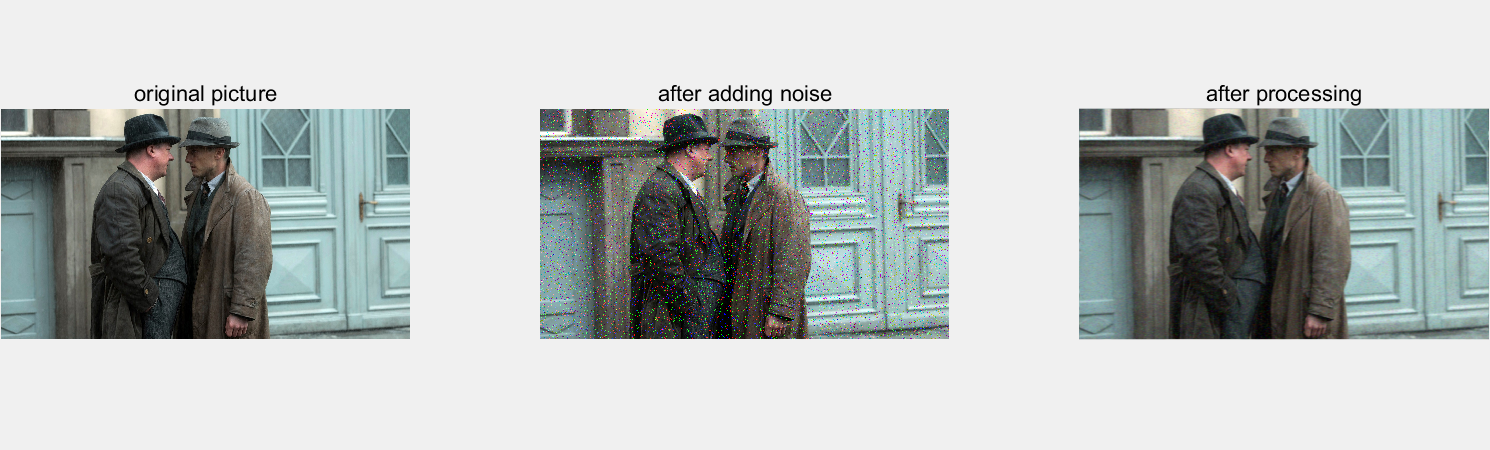 original picture
after adding noise
after processing